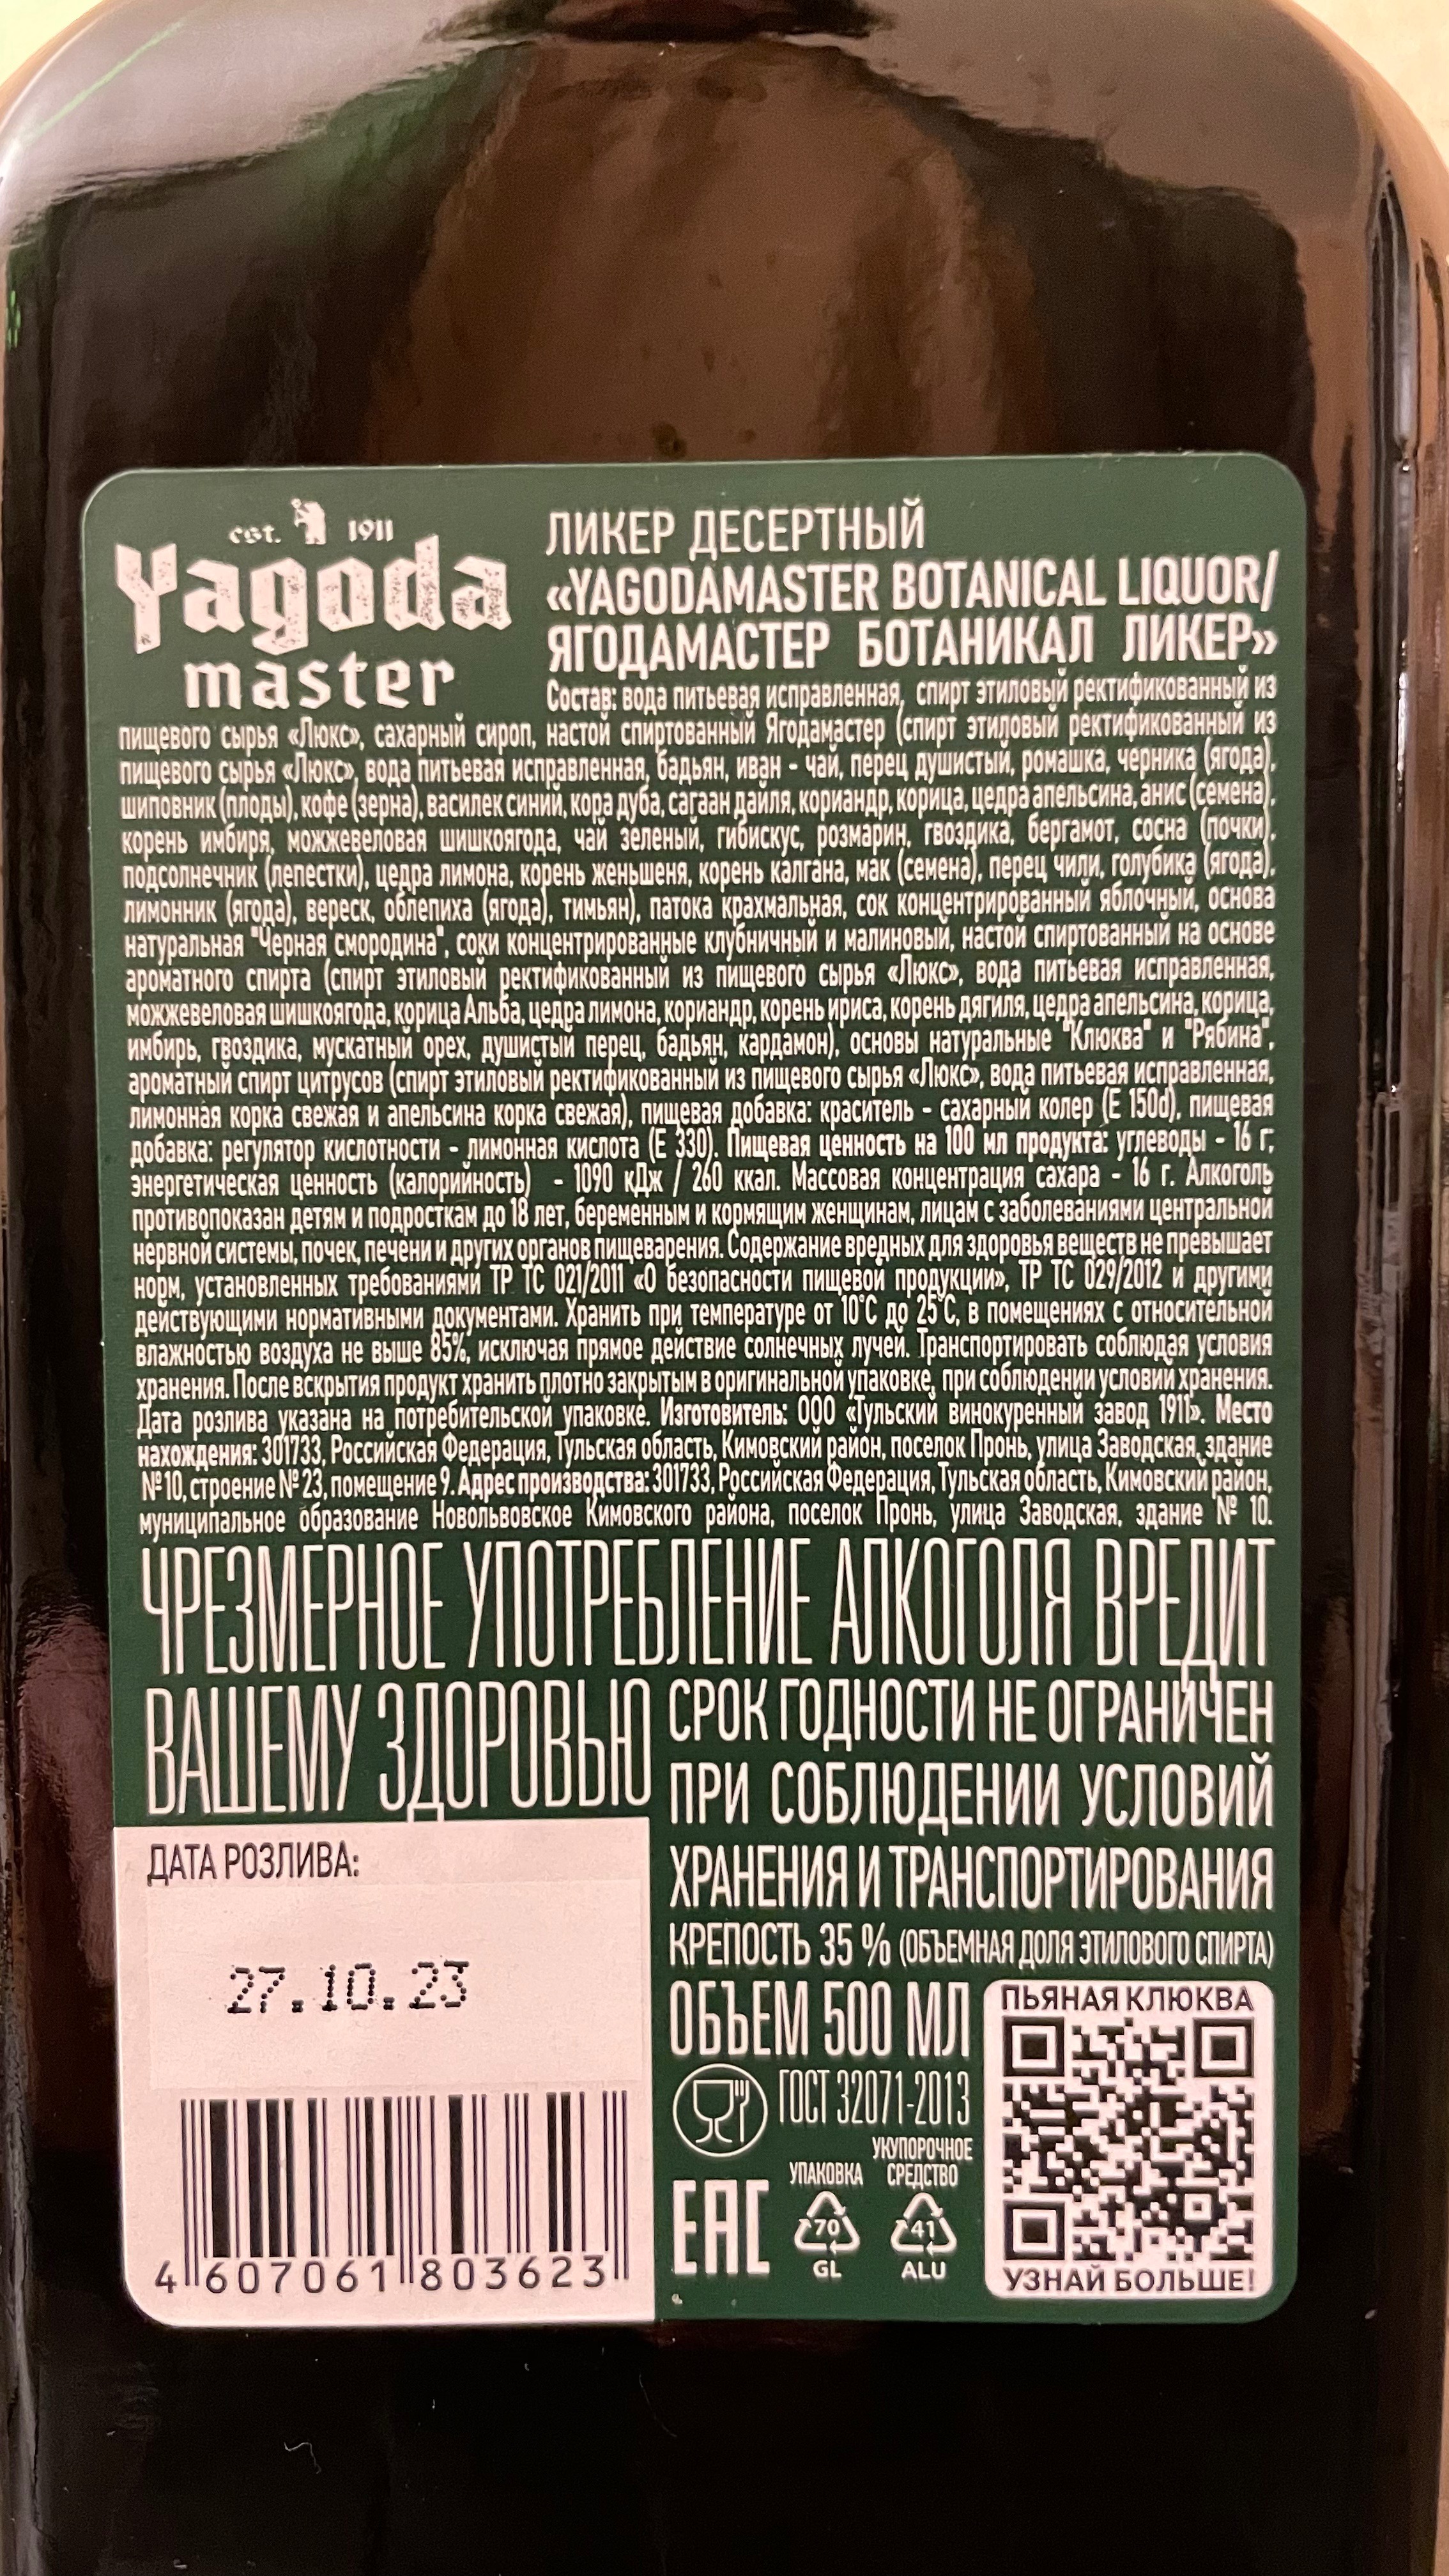 est. 1911
Yagoda
master
ЛИКЕР ДЕСЕРТНЫЙ
«YAGODAMASTER BOTANICAL LIQUOR/
ЯГОДАМАСТЕР БОТАНИКАЛ ЛИКЕР»
Состав: вода питьевая исправленная, спирт этиловый ректификованный из
пищевого сырья «Люкс», сахарный сироп, настой спиртованный Ягодамастер (спирт этиловый ректификованный из
пищевого сырья «Люкс», вода питьевая исправленная, бадьян, иван - чай, перец душистый, ромашка, черника (ягода),
шиповник (плоды), кофе (зерна), василек синий, кора дуба, сагаан дайля, кориандр, корица, цедра апельсина, анис (семена),
корень имбиря, можжевеловая шишкоягода, чай зеленый, гибискус, розмарин, гвоздика, бергамот, сосна (почки),
подсолнечник (лепестки), цедра лимона, корень женьшеня, корень калгана, мак (семена), перец чили, голубика (ягода),
лимонник (ягода), вереск, облепиха (ягода), тимьян), патока крахмальная, сок концентрированный яблочный, основа
натуральная "Черная смородина", соки концентрированные клубничный и малиновый, настой спиртованный на основе
ароматного спирта (спирт этиловый ректификованный из пищевого сырья «Люкс», вода питьевая исправленная,
можжевеловая шишкоягода, корица Альба, цедра лимона, кориандр, корень ириса, корень дягиля, цедра апельсина, корица,
имбирь, гвоздика, мускатный орех, душистый перец, бадьян, кардамон), основы натуральные "Клюква" и "Рябина",
ароматный спирт цитрусов (спирт этиловый ректификованный из пищевого сырья «Люкс», вода питьевая исправленная,
лимонная корка свежая и апельсина корка свежая), пищевая добавка: краситель - сахарный колер (Е 150d), пищевая
добавка: регулятор кислотности - лимонная кислота (Е 330). Пищевая ценность на 100 мл продукта: углеводы - 16 г;
энергетическая ценность (калорийность) - 1090 кДж / 260 ккал. Массовая концентрация сахара - 16 г. Алкоголь
противопоказан детям и подросткам до 18 лет, беременным и кормящим женщинам, лицам с заболеваниями центральной
нервной системы, почек, печени и других органов пищеварения. Содержание вредных для здоровья веществ не превышает
норм, установленных требованиями ТР ТС 021/2011 «О безопасности пищевой продукции», ТР ТС 029/2012 и другими
действующими нормативными документами. Хранить при температуре от 10°С до 25°С, в помещениях с относительной
влажностью воздуха не выше 85%, исключая прямое действие солнечных лучей. Транспортировать соблюдая условия
хранения. После вскрытия продукт хранить плотно закрытым в оригинальной упаковке, при соблюдении условий хранения.
Дата розлива указана на потребительской упаковке. Изготовитель: ООО «Тульский винокуренный завод 1911». Место
нахождения: 301733, Российская Федерация, Тульская область, Кимовский район, поселок Пронь, улица Заводская, здание
№ 10, строение № 23, помещение 9. Адрес производства: 301733, Российская Федерация, Тульская область, Кимовский район,
муниципальное образование Новольвовское Кимовского района, поселок Пронь, улица Заводская, здание № 10.
ЧРЕЗМЕРНОЕ УПОТРЕБЛЕНИЕ АЛКОГОЛЯ ВРЕДИТ
ВАШЕМУ ЗДОРОВЬЮ
СРОК ГОДНОСТИ НЕ ОГРАНИЧЕН
ПРИ СОБЛЮДЕНИИ УСЛОВИЙ
ХРАНЕНИЯ И ТРАНСПОРТИРОВАНИЯ
КРЕПОСТЬ 35 % (ОБЪЕМНАЯ ДОЛЯ ЭТИЛОВОГО СПИРТА)
ОБЪЕМ 500 МЛ
ДАТА РОЗЛИВА:
27.10.23
4 607061 803623
ГОСТ 32071-2013
EAC
УПАКОВКА
70
GL
УКУПОРОЧНОЕ
СРЕДСТВО
41
ALU
ПЬЯНАЯ КЛЮКВА
УЗНАЙ БОЛЬШЕ!